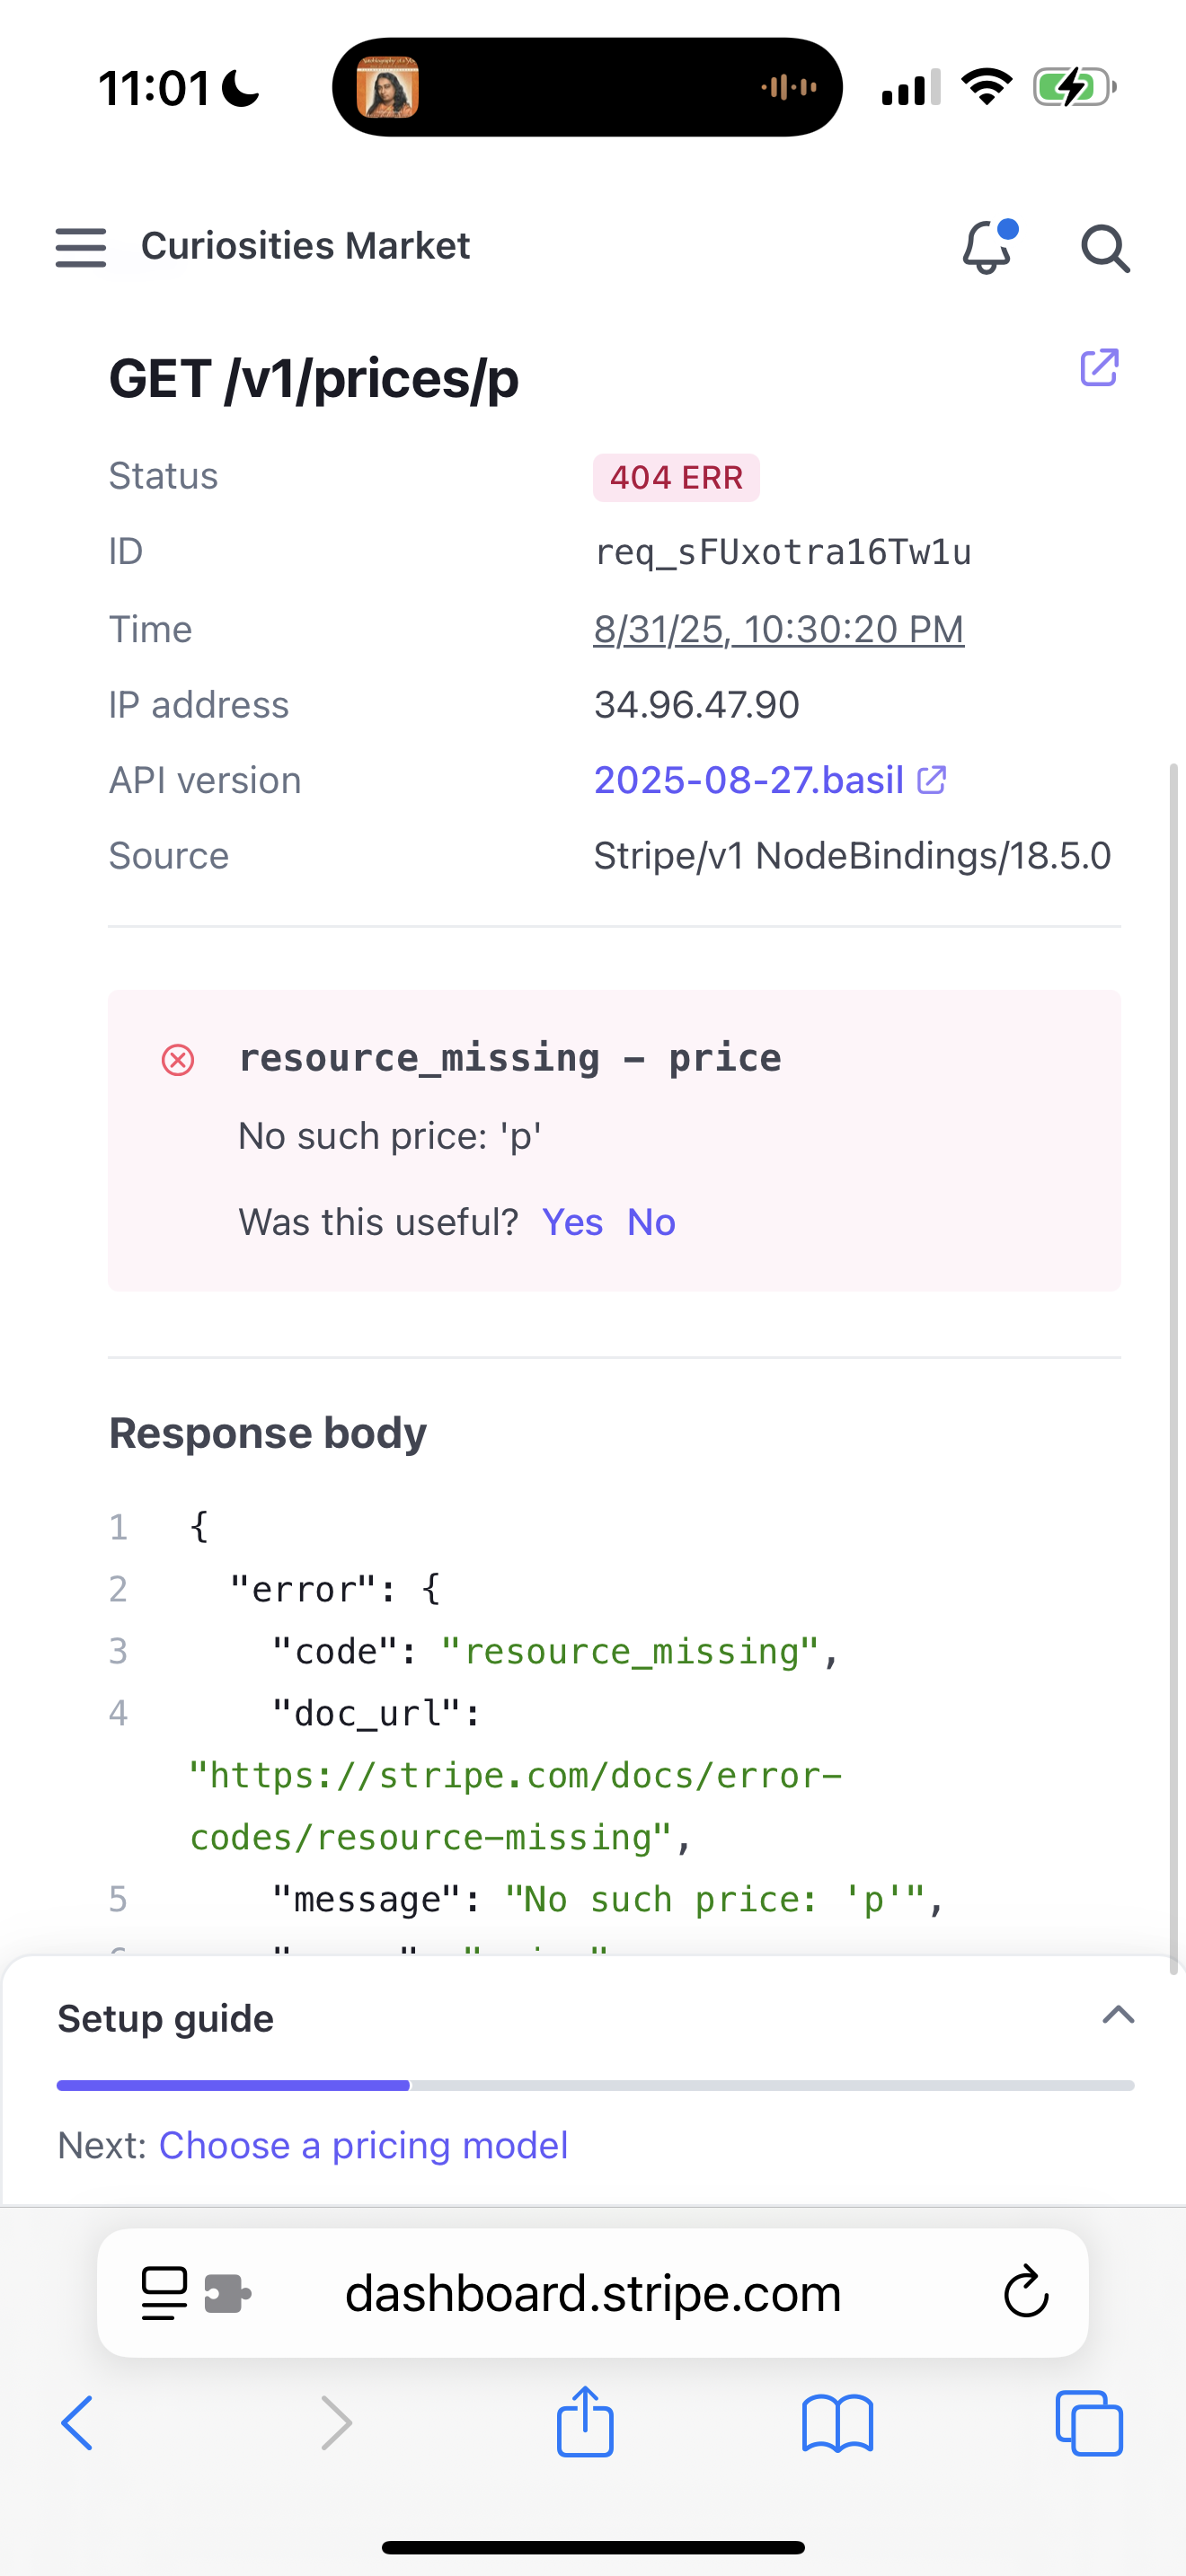 11:01
Curiosities Market
GET /v1/prices/p
Status 404 ERR
ID req_sFUxotra16Tw1u
Time 8/31/25, 10:30:20 PM
IP address 34.96.47.90
API version 2025-08-27.basil
Source Stripe/v1 NodeBindings/18.5.0
resource_missing - price
No such price: 'p'
Was this useful? Yes No
Response body
1 {
2 "error": {
3 "code": "resource_missing",
4 "doc_url":
"https://stripe.com/docs/error-
codes/resource-missing",
5 "message": "No such price: 'p'",
Setup guide
Next: Choose a pricing model
dashboard.stripe.com